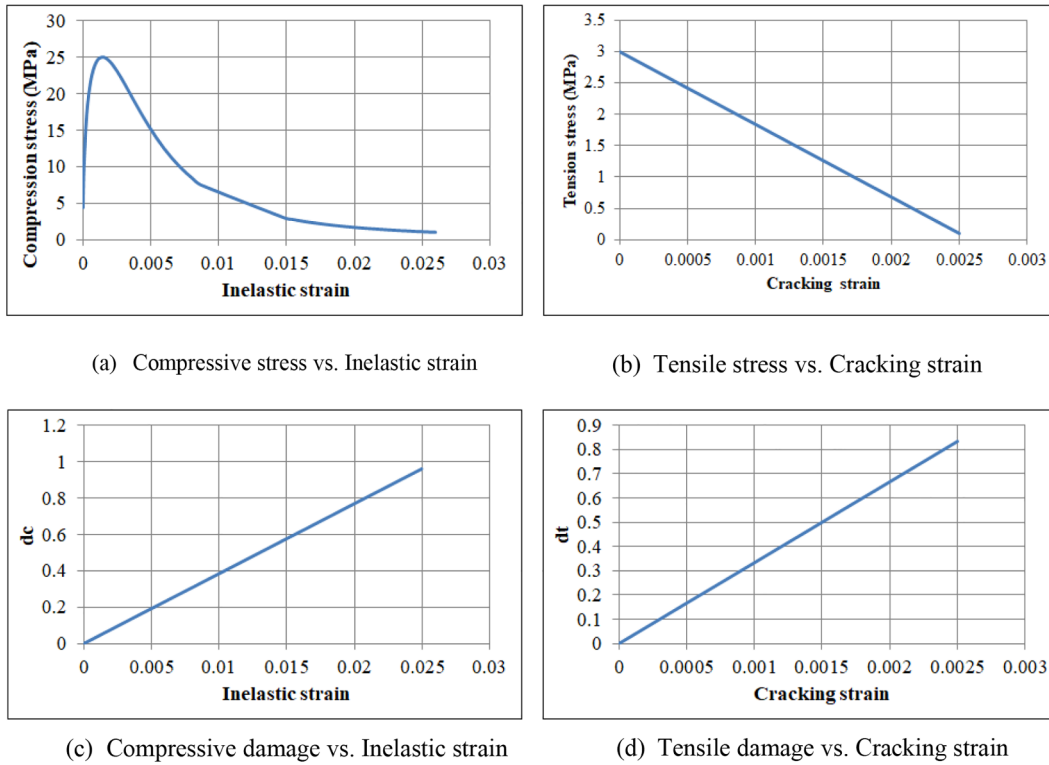 30
25
20
15
10
5
0
0 0.005 0.01 0.015 0.02 0.025 0.03
Compression stress (MPa)
Inelastic strain
3.5
3
2.5
2
1.5
1
0.5
0
0 0.0005 0.001 0.0015 0.002 0.0025 0.003
Tension stress (MPa)
Cracking strain
(a) Compressive stress vs. Inelastic strain
(b) Tensile stress vs. Cracking strain
1.2
1
0.8
0.6
0.4
0.2
0
0 0.005 0.01 0.015 0.02 0.025 0.03
dc
Inelastic strain
0.9
0.8
0.7
0.6
0.5
0.4
0.3
0.2
0.1
0
0 0.0005 0.001 0.0015 0.002 0.0025 0.003
dt
Cracking strain
(c) Compressive damage vs. Inelastic strain
(d) Tensile damage vs. Cracking strain